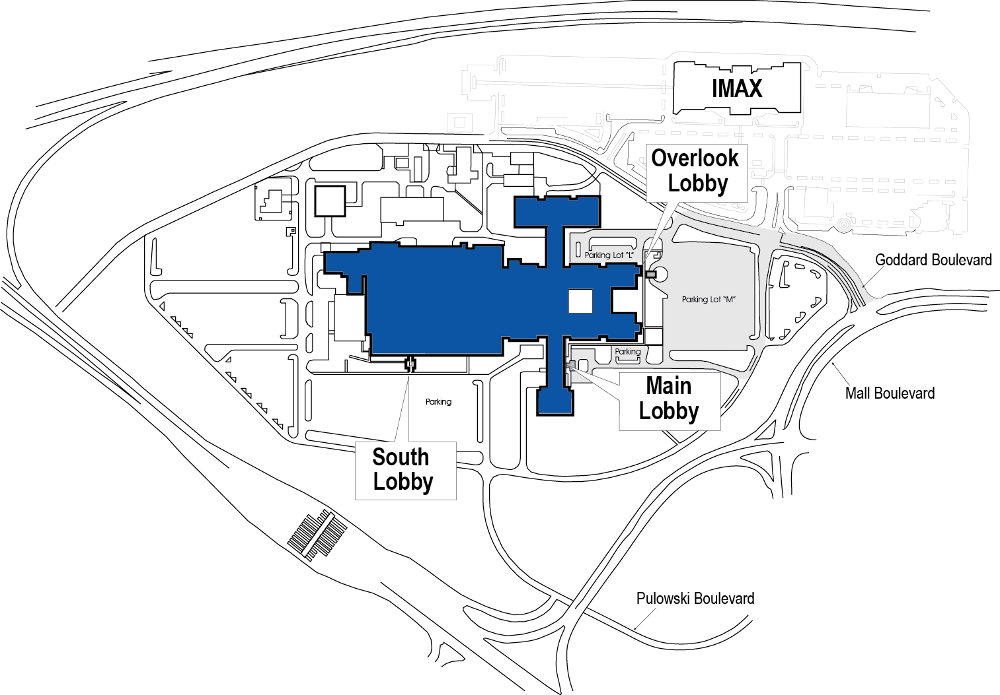 IMAX
Overlook
Lobby
Parking Lot "L"
Goddard Boulevard
Parking Lot "M"
Parking
Main
Lobby
Mall Boulevard
Parking
South
Lobby
Pulowski Boulevard